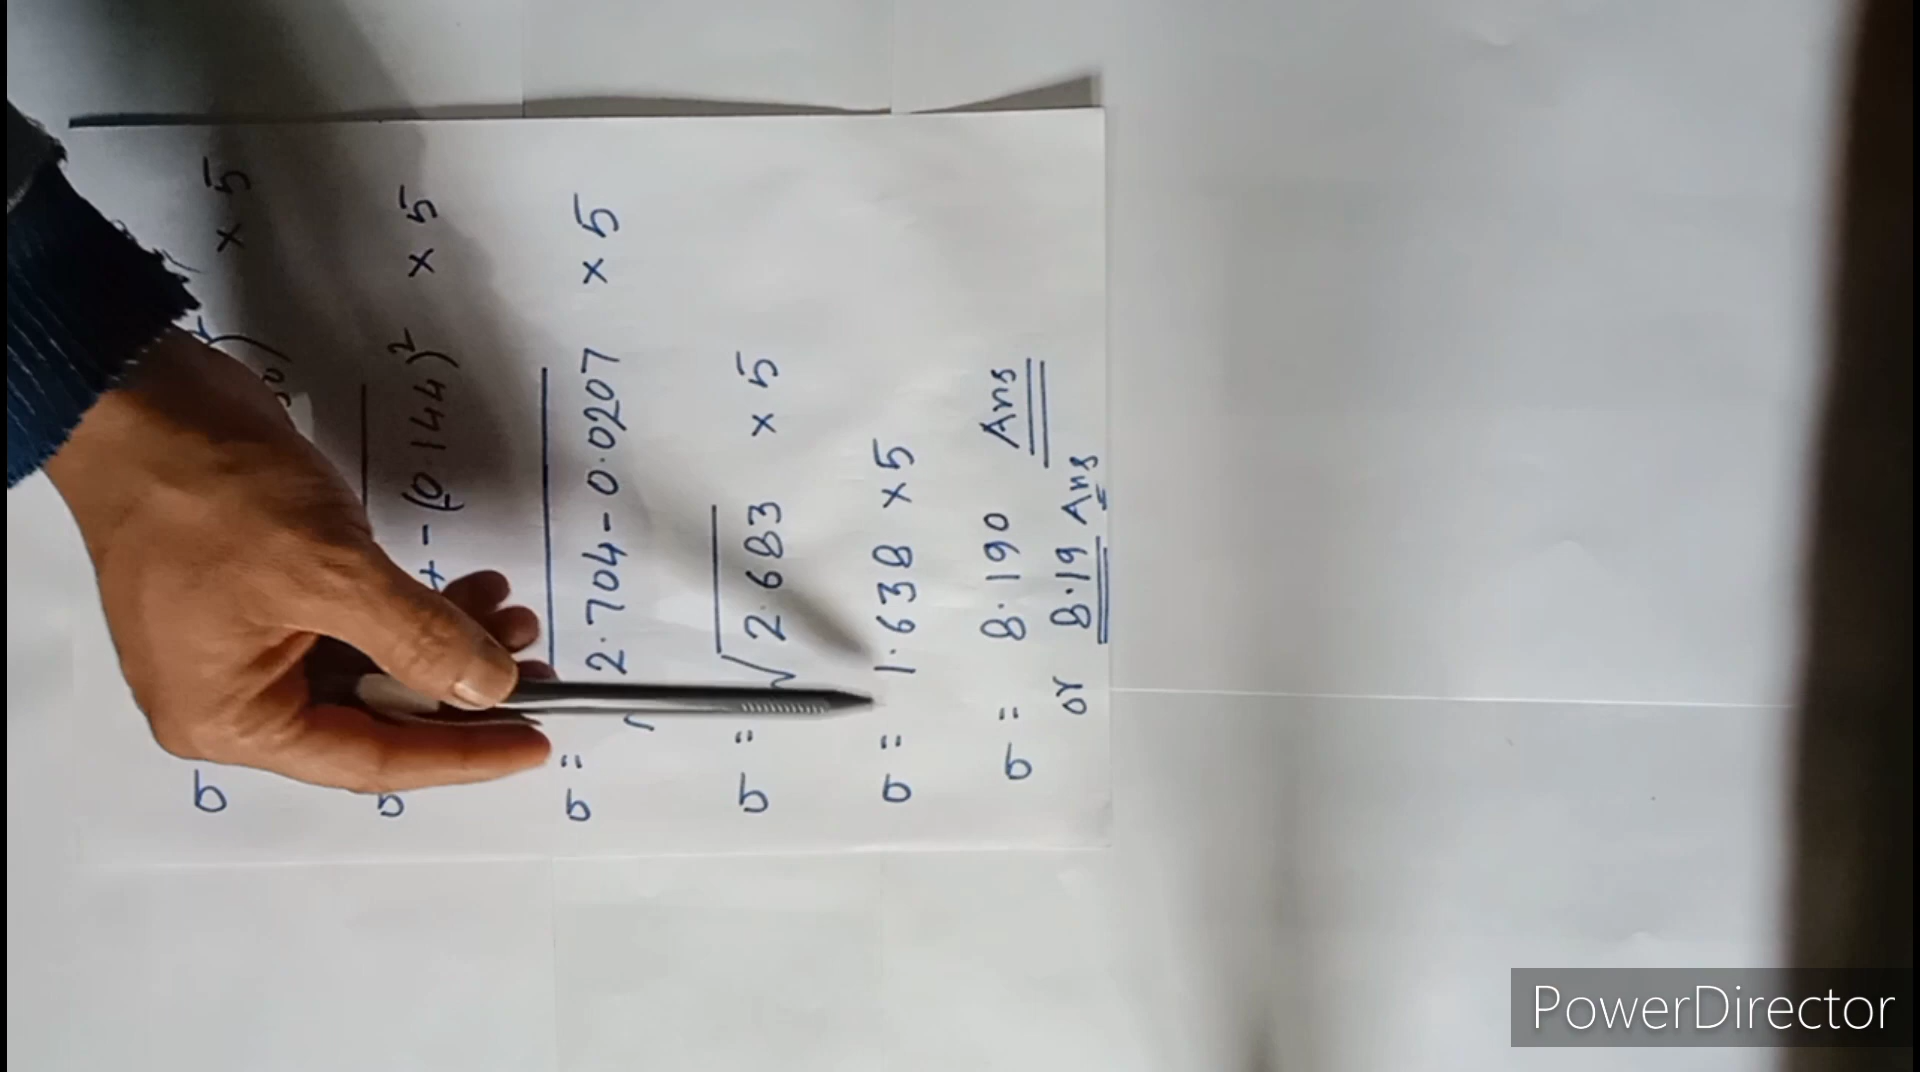 σ × 5
σ - (0.144)² × 5
σ = √2.704 - 0.0207 × 5
σ = √2.683 × 5
σ = 1.638 × 5
σ = 8.190 Ans
or 8.19 Ans
PowerDirector